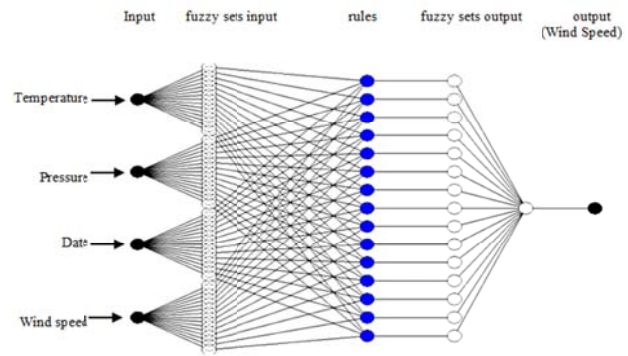 Input fuzzy sets input rules fuzzy sets output output
(Wind Speed)
Temperature
Pressure
Date
Wind speed